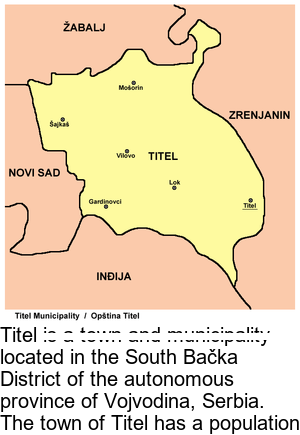 ŽABALJ
Mošorin
ZRENJANIN
Šajkaš
Vilovo
TITEL
NOVI SAD
Lok
Gardinovci
Titel
INĐIJA
Titel Municipality / Opština Titel
Titel is a town and municipality
located in the South Bačka
District of the autonomous
province of Vojvodina, Serbia.
The town of Titel has a population